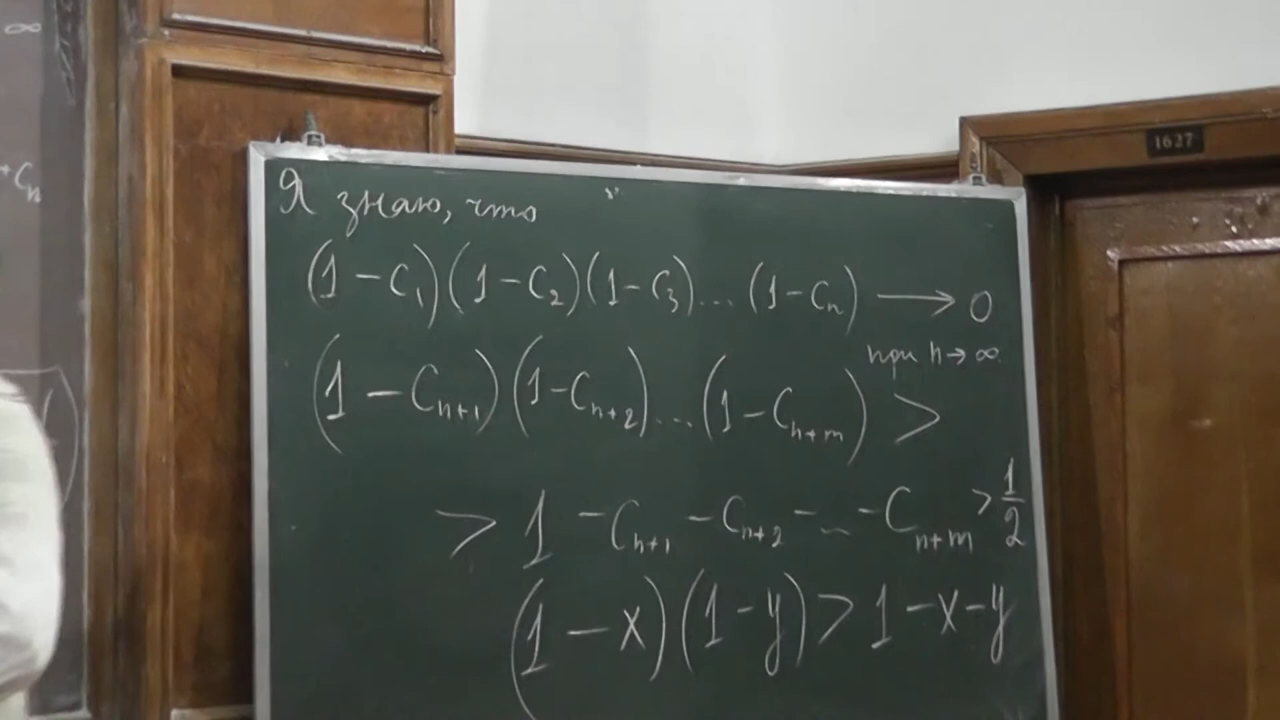 ∞
+ Cₙ
1627
Я знаю, что
(1 - C₁)(1 - C₂)(1 - C₃)...(1 - Cₙ) → 0
при n → ∞
(1 - Cₙ₊₁)(1 - Cₙ₊₂)...(1 - Cₙ₊ₘ) >
> 1 - Cₙ₊₁ - Cₙ₊₂ - ... - Cₙ₊ₘ > 1/2
(1 - x)(1 - y) > 1 - x - y